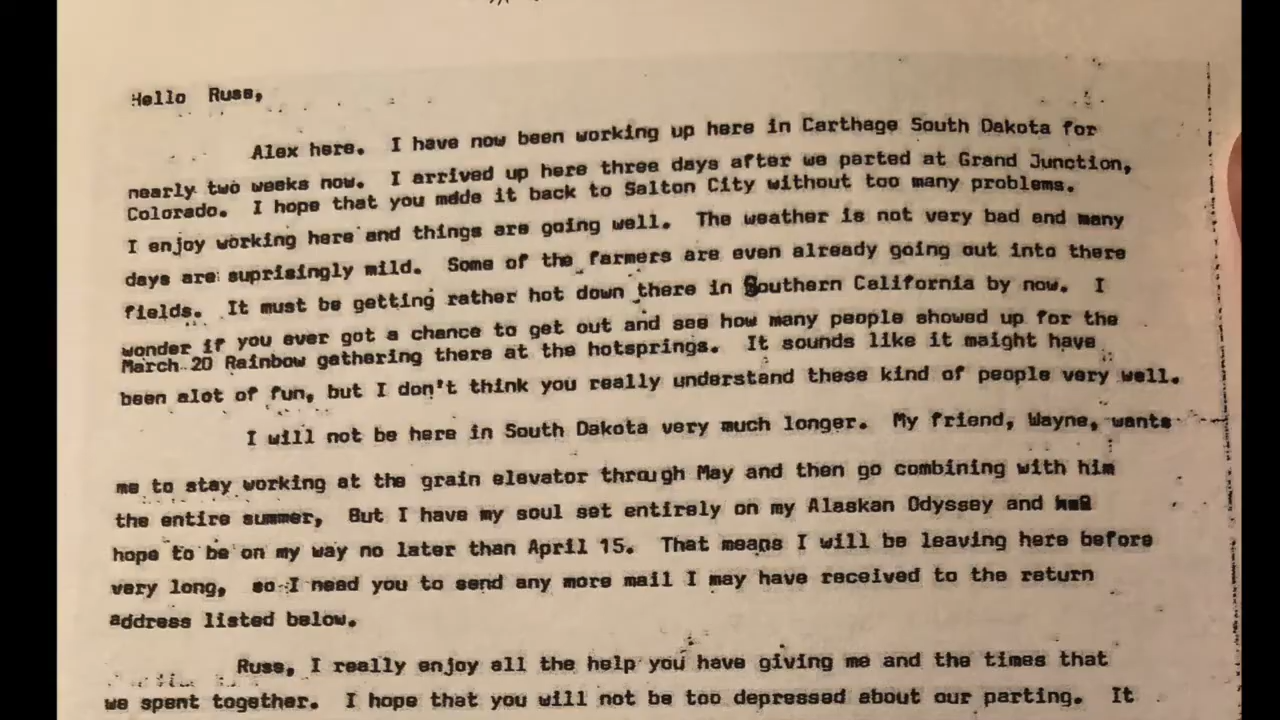 Hello Russ,
Alex here. I have now been working up here in Carthage South Dakota for
nearly two weeks now. I arrived up here three days after we parted at Grand Junction,
Colorado. I hope that you made it back to Salton City without too many problems.
I enjoy working here and things are going well. The weather is not very bad and many
days are suprisingly mild. Some of the farmers are even already going out into there
fields. It must be getting rather hot down there in Southern California by now. I
wonder if you ever got a chance to get out and see how many people showed up for the
March 20 Rainbow gathering there at the hotsprings. It sounds like it maight have
been alot of fun, but I don't think you really understand these kind of people very well.
I will not be here in South Dakota very much longer. My friend, Wayne, wants
me to stay working at the grain elevator through May and then go combining with him
the entire summer, But I have my soul set entirely on my Alaskan Odyssey and
hope to be on my way no later than April 15. That means I will be leaving here before
very long, so I need you to send any more mail I may have received to the return
address listed below.
Russ, I really enjoy all the help you have giving me and the times that
we spent together. I hope that you will not be too depressed about our parting. It